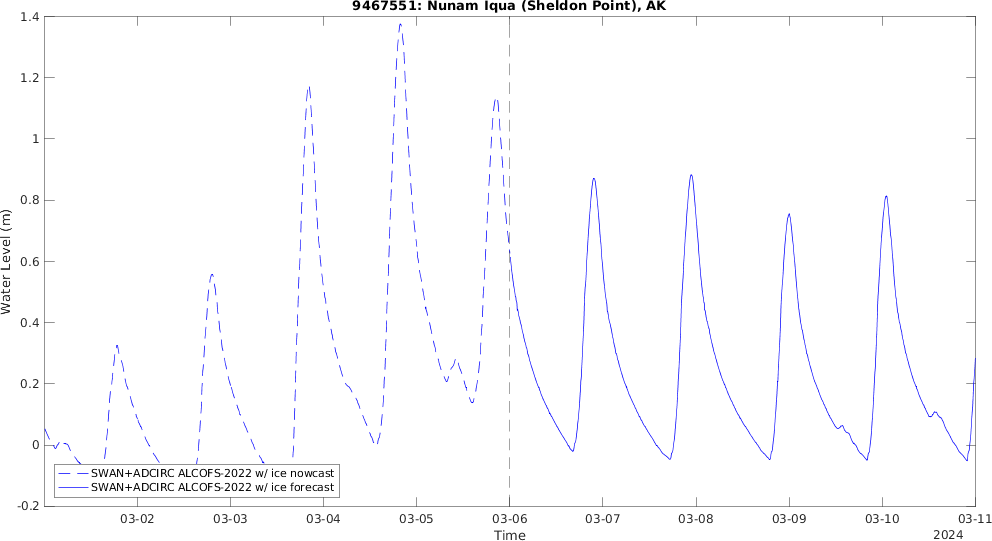 9467551: Nunam Iqua (Sheldon Point), AK
1.4
1.2
1
0.8
0.6
0.4
0.2
0
-0.2
Water Level (m)
SWAN+ADCIRC ALCOFS-2022 w/ ice nowcast
SWAN+ADCIRC ALCOFS-2022 w/ ice forecast
03-02 03-03 03-04 03-05 03-06 03-07 03-08 03-09 03-10 03-11
Time
2024